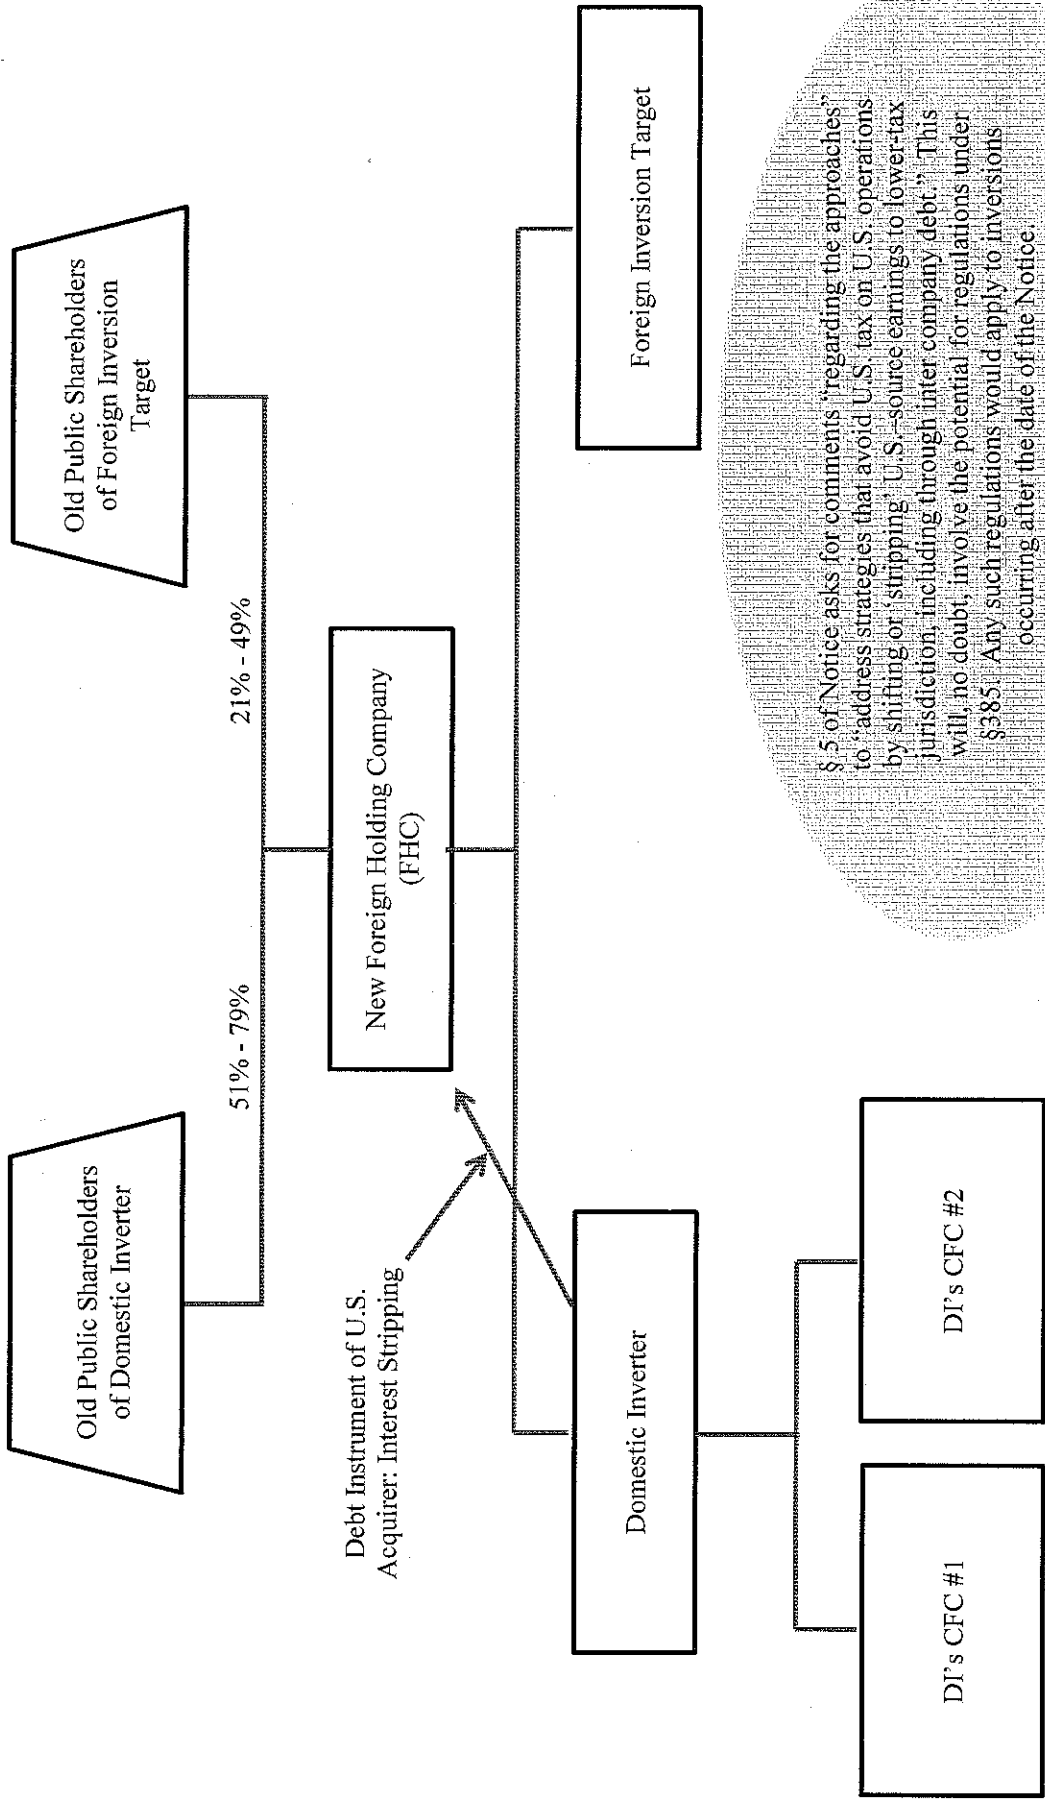 Old Public Shareholders
of Domestic Inverter
Old Public Shareholders
of Foreign Inversion
Target
51% - 79%
21% - 49%
New Foreign Holding Company
(FHC)
Debt Instrument of U.S.
Acquirer: Interest Stripping
Domestic Inverter
Foreign Inversion Target
DI's CFC #1
DI's CFC #2
§ 5 of Notice asks for comments "regarding the approaches"
to "address strategies that avoid U.S. tax on U.S. operations
by shifting or 'stripping' U.S.-source earnings to lower-tax
jurisdiction, including through inter company debt." This
will, no doubt, involve the potential for regulations under
§385. Any such regulations would apply to inversions
occurring after the date of the Notice.